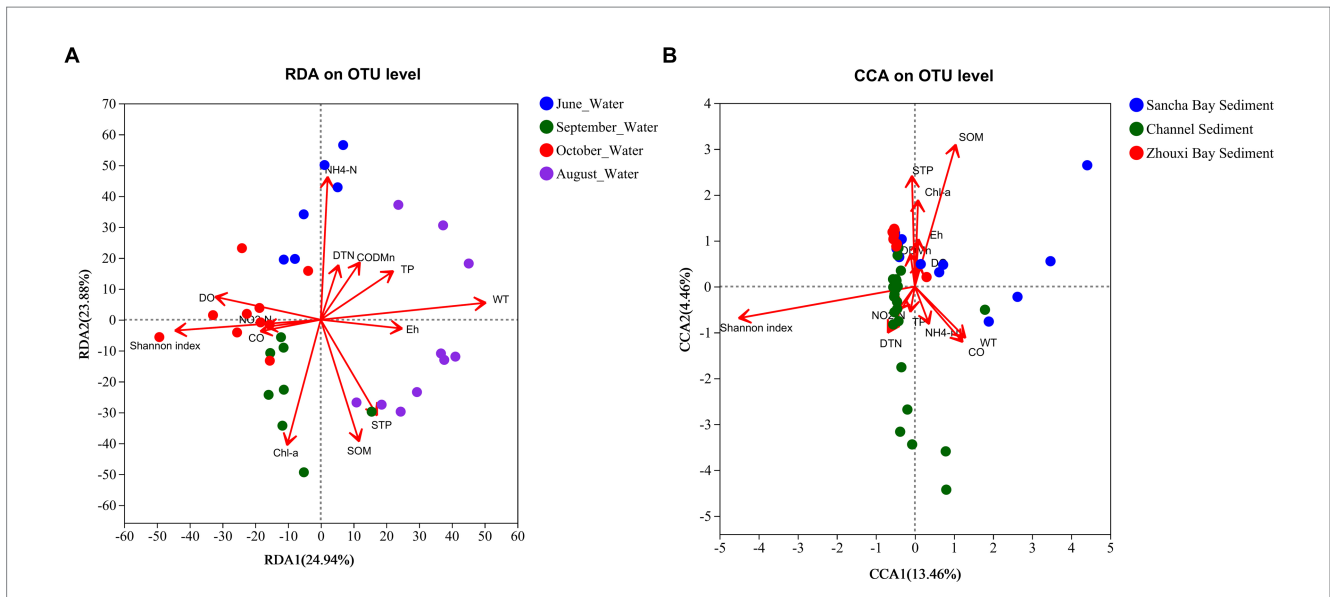 A
RDA on OTU level
June_Water
September_Water
October_Water
August_Water
70
60
50
40
30
20
10
0
-10
-20
-30
-40
-50
-60
RDA2(23.88%)
NH4-N
DTN
CODMn
TP
DO
WT
NO2-N
Shannon index
CO
Eh
STP
Chl-a
SOM
-60
-50
-40
-30
-20
-10
0
10
20
30
40
50
60
RDA1(24.94%)
B
CCA on OTU level
Sancha Bay Sediment
Channel Sediment
Zhouxi Bay Sediment
4
3
2
1
0
-1
-2
-3
-4
-5
CCA2(4.46%)
SOM
STP
Chl-a
Eh
Shannon index
TP
NH4-N
DTN
WT
CO
-5
-4
-3
-2
-1
0
1
2
3
4
5
CCA1(13.46%)